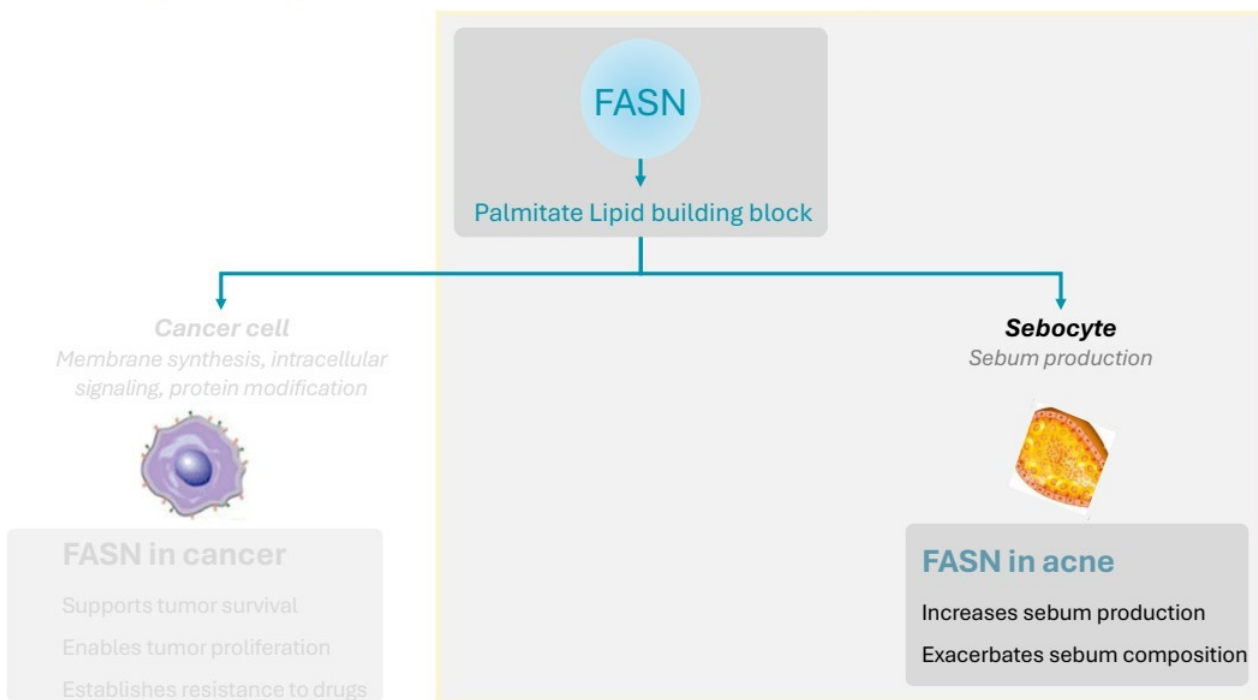 FASN
Palmitate Lipid building block
Cancer cell
Membrane synthesis, intracellular
signaling, protein modification
Sebocyte
Sebum production
FASN in cancer
Supports tumor survival
Enables tumor proliferation
Establishes resistance to drugs
FASN in acne
Increases sebum production
Exacerbates sebum composition